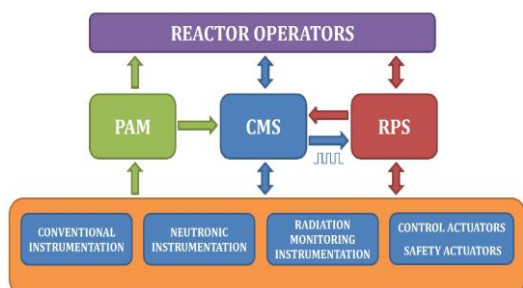 REACTOR OPERATORS
PAM
CMS
RPS
CONVENTIONAL
INSTRUMENTATION
NEUTRONIC
INSTRUMENTATION
RADIATION
MONITORING
INSTRUMENTATION
CONTROL ACTUATORS
SAFETY ACTUATORS